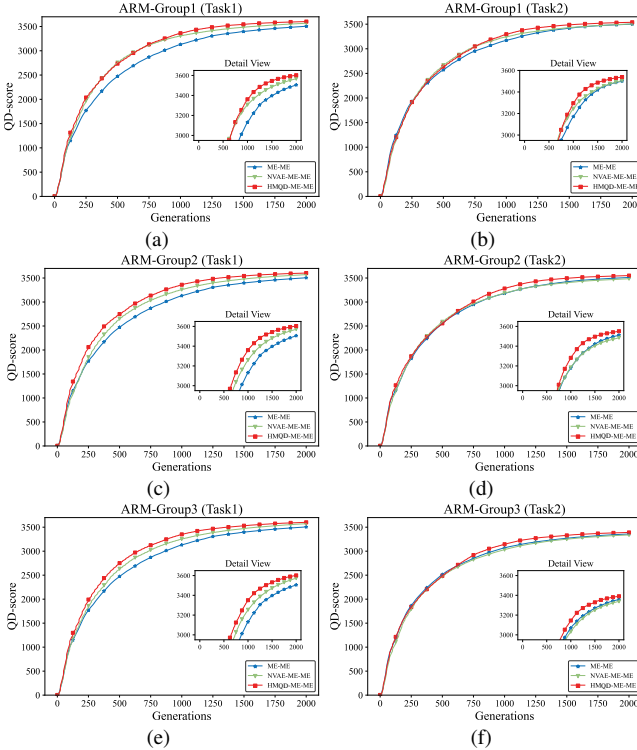 ARM-Group1 (Task1)
QD-score
3500
3000
2500
2000
1500
1000
500
0
Detail View
3600
3400
3200
3000
0 500 1000 1500 2000
ME-ME
NVAE-ME-ME
HMQD-ME-ME
0 250 500 750 1000 1250 1500 1750 2000
Generations
(a)
ARM-Group1 (Task2)
3500
3000
2500
2000
1500
1000
500
0
Detail View
3600
3400
3200
3000
0 500 1000 1500 2000
ME-ME
NVAE-ME-ME
HMQD-ME-ME
0 250 500 750 1000 1250 1500 1750 2000
Generations
(b)
ARM-Group2 (Task1)
QD-score
3500
3000
2500
2000
1500
1000
500
0
Detail View
3600
3400
3200
3000
0 500 1000 1500 2000
ME-ME
NVAE-ME-ME
HMQD-ME-ME
0 250 500 750 1000 1250 1500 1750 2000
Generations
(c)
ARM-Group2 (Task2)
3500
3000
2500
2000
1500
1000
500
0
Detail View
3600
3400
3200
3000
0 500 1000 1500 2000
ME-ME
NVAE-ME-ME
HMQD-ME-ME
0 250 500 750 1000 1250 1500 1750 2000
Generations
(d)
ARM-Group3 (Task1)
QD-score
3500
3000
2500
2000
1500
1000
500
0
Detail View
3600
3400
3200
3000
0 500 1000 1500 2000
ME-ME
NVAE-ME-ME
HMQD-ME-ME
0 250 500 750 1000 1250 1500 1750 2000
Generations
(e)
ARM-Group3 (Task2)
3500
3000
2500
2000
1500
1000
500
0
Detail View
3600
3400
3200
3000
0 500 1000 1500 2000
ME-ME
NVAE-ME-ME
HMQD-ME-ME
0 250 500 750 1000 1250 1500 1750 2000
Generations
(f)